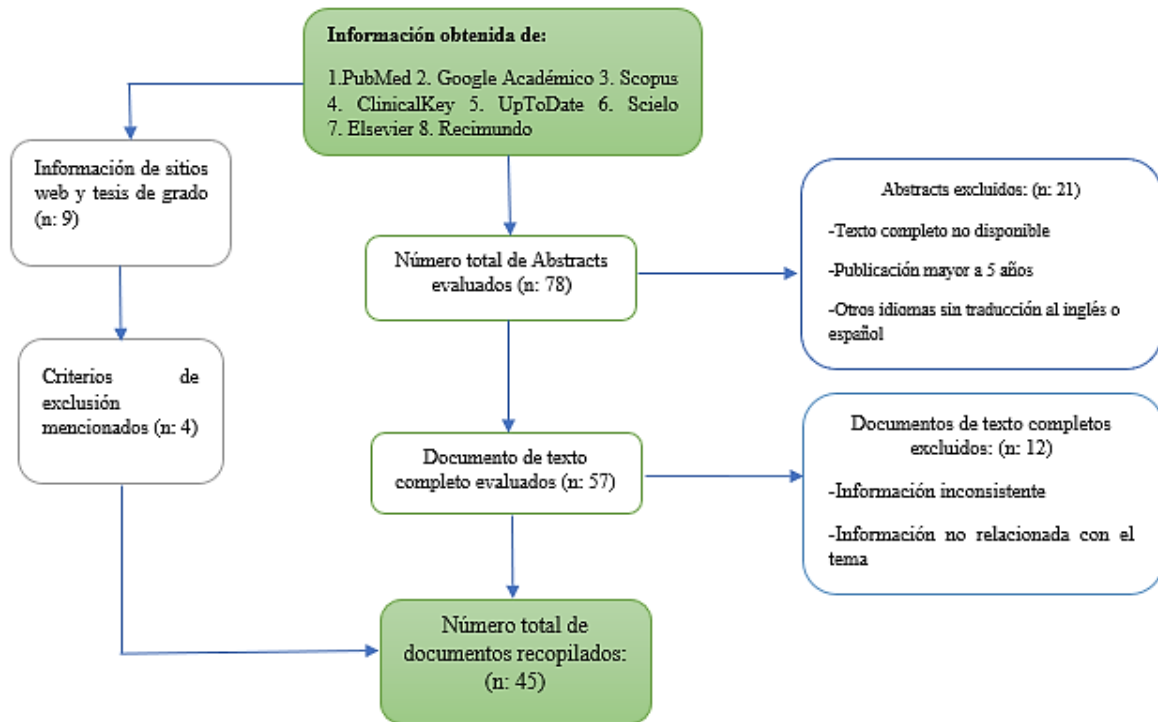 Información obtenida de:
1.PubMed 2. Google Académico 3. Scopus
4. ClinicalKey 5. UpToDate 6. Scielo
7. Elsevier 8. Recimundo
Información de sitios
web y tesis de grado
(n: 9)
Abstracts excluidos: (n: 21)
-Texto completo no disponible
-Publicación mayor a 5 años
-Otros idiomas sin traducción al inglés o
español
Número total de Abstracts
evaluados (n: 78)
Criterios de
exclusión
mencionados (n: 4)
Documentos de texto completos
excluidos: (n: 12)
-Información inconsistente
-Información no relacionada con el
tema
Documento de texto
completo evaluados (n: 57)
Número total de
documentos recopilados:
(n: 45)